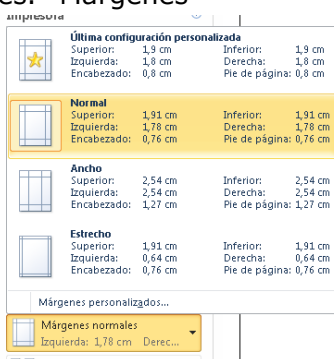 es. Márgenes
Impresora
Última configuración personalizada
Superior: 1,9 cm Inferior: 1,9 cm
Izquierda: 1,8 cm Derecha: 1,8 cm
Encabezado: 0,8 cm Pie de página: 0,8 cm
Normal
Superior: 1,91 cm Inferior: 1,91 cm
Izquierda: 1,78 cm Derecha: 1,78 cm
Encabezado: 0,76 cm Pie de página: 0,76 cm
Ancho
Superior: 2,54 cm Inferior: 2,54 cm
Izquierda: 2,54 cm Derecha: 2,54 cm
Encabezado: 1,27 cm Pie de página: 1,27 cm
Estrecho
Superior: 1,91 cm Inferior: 1,91 cm
Izquierda: 0,64 cm Derecha: 0,64 cm
Encabezado: 0,76 cm Pie de página: 0,76 cm
Márgenes personalizados...
Márgenes normales
Izquierda: 1,78 cm Derec...